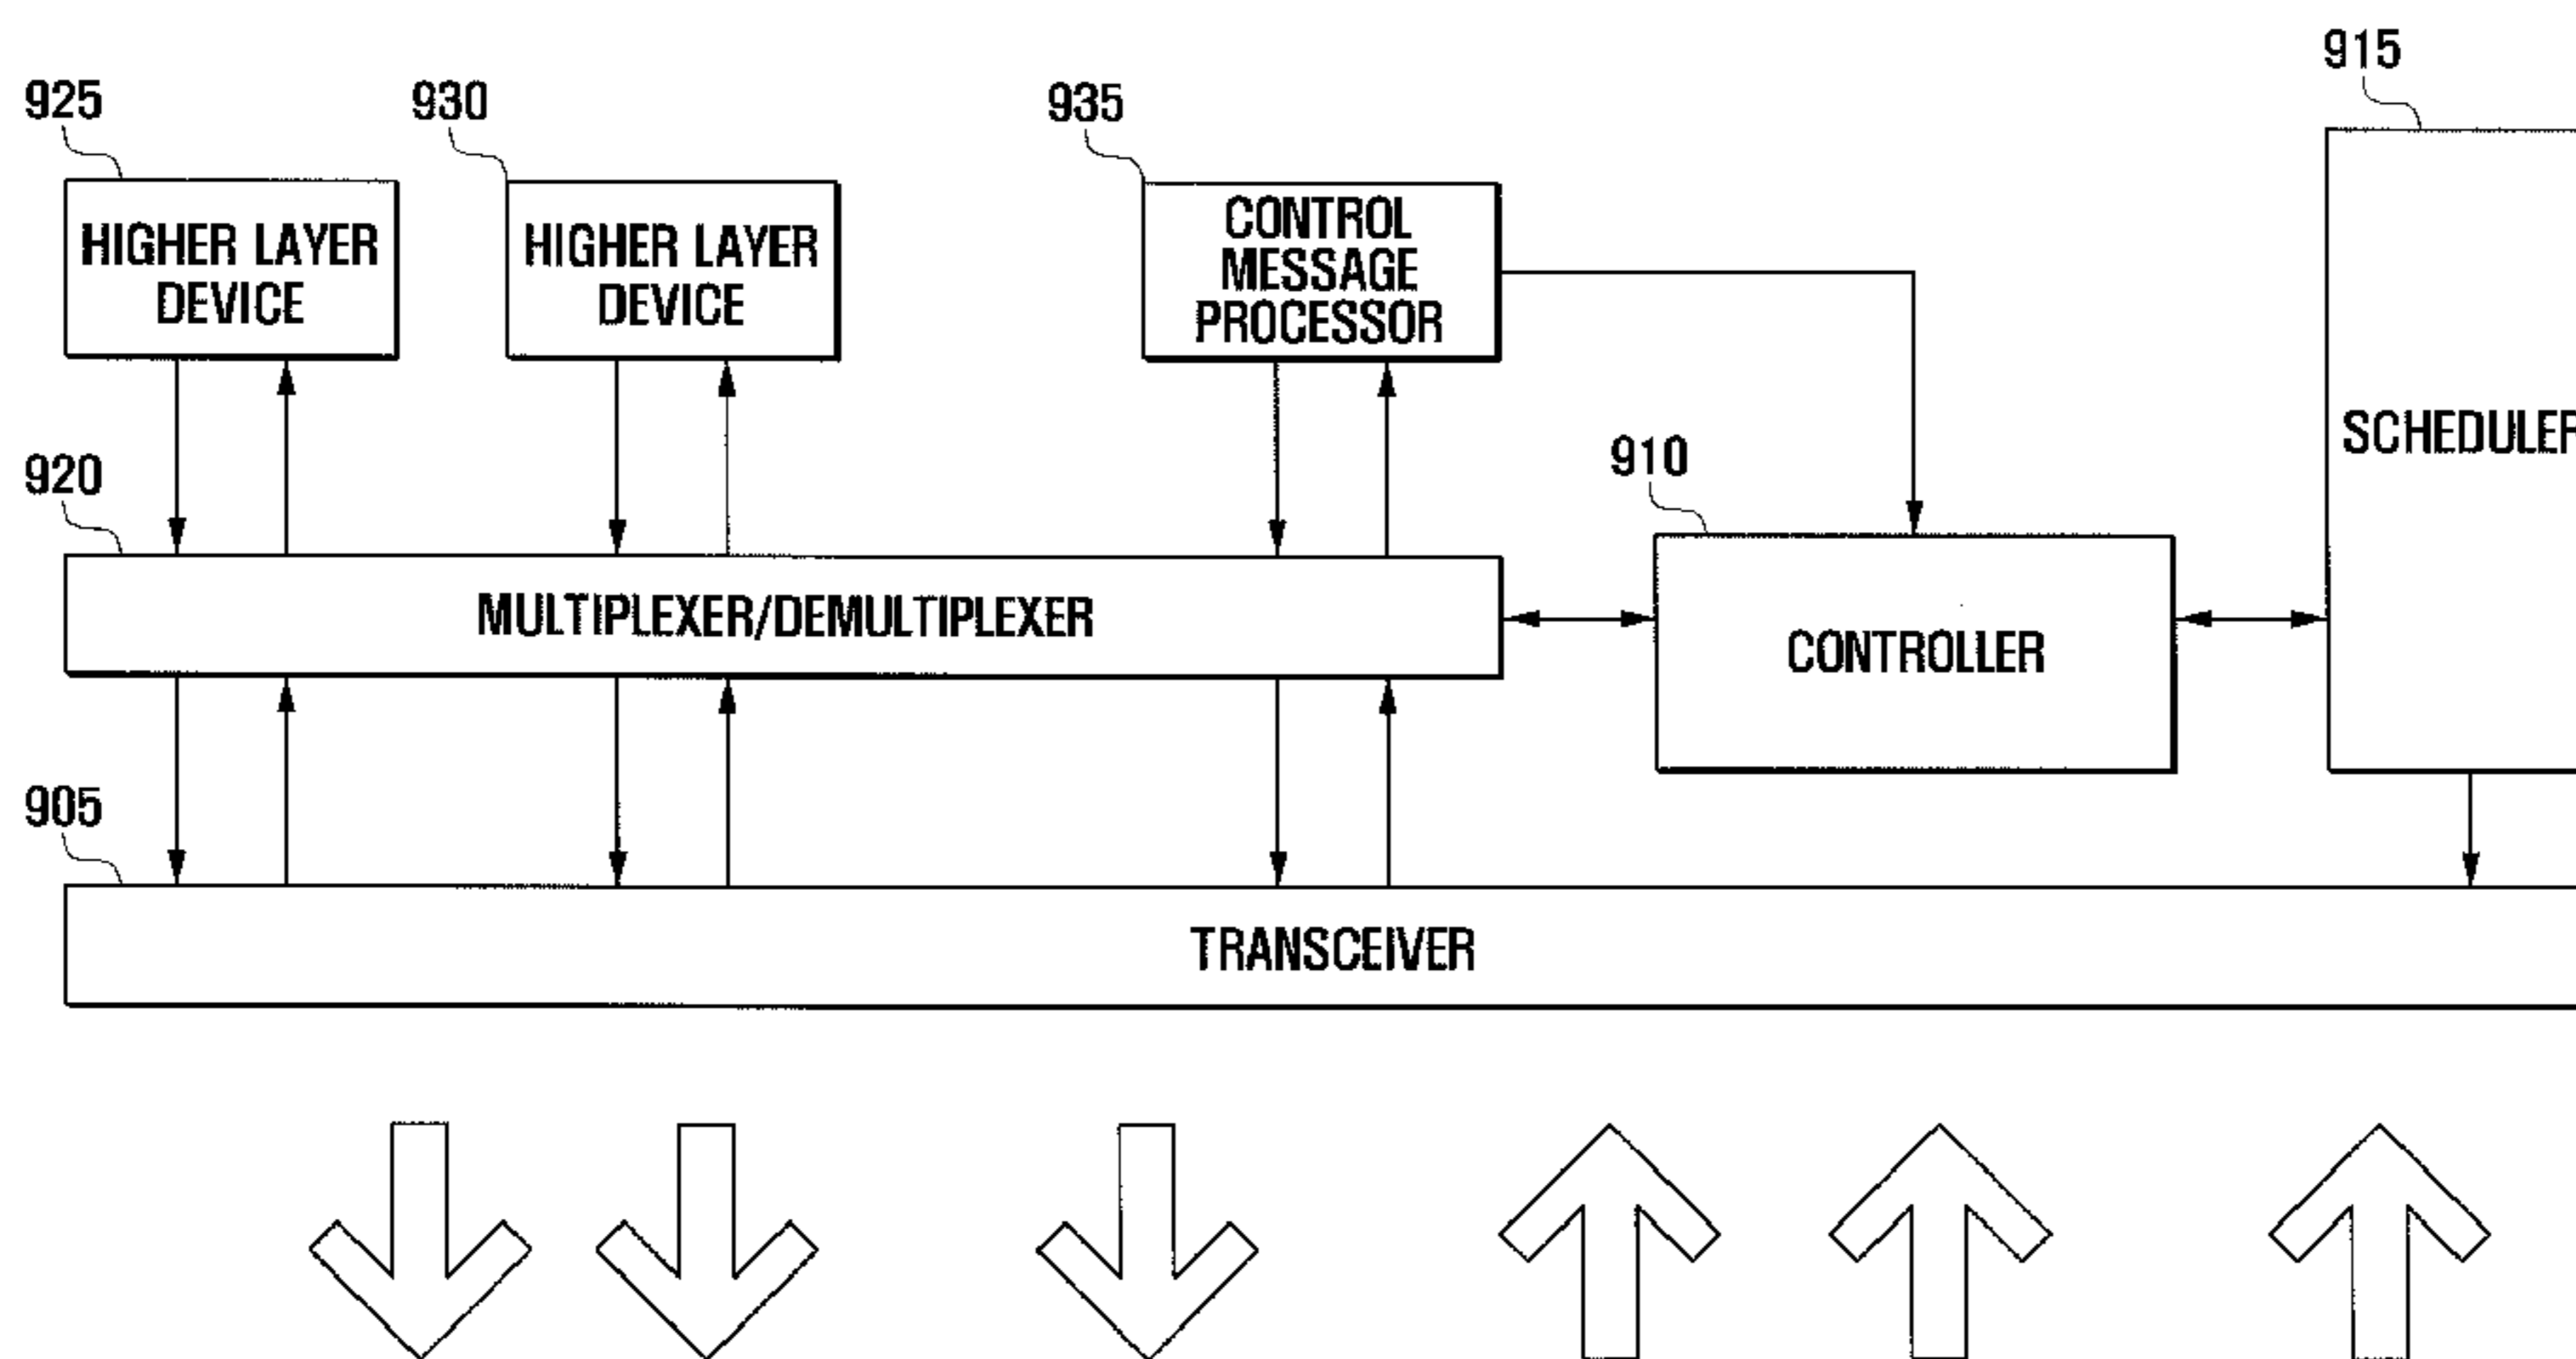 915
925
930
935
HIGHER LAYER
DEVICE
HIGHER LAYER
DEVICE
CONTROL
MESSAGE
PROCESSOR
SCHEDULER
910
920
MULTIPLEXER/DEMULTIPLEXER
CONTROLLER
905
TRANSCEIVER